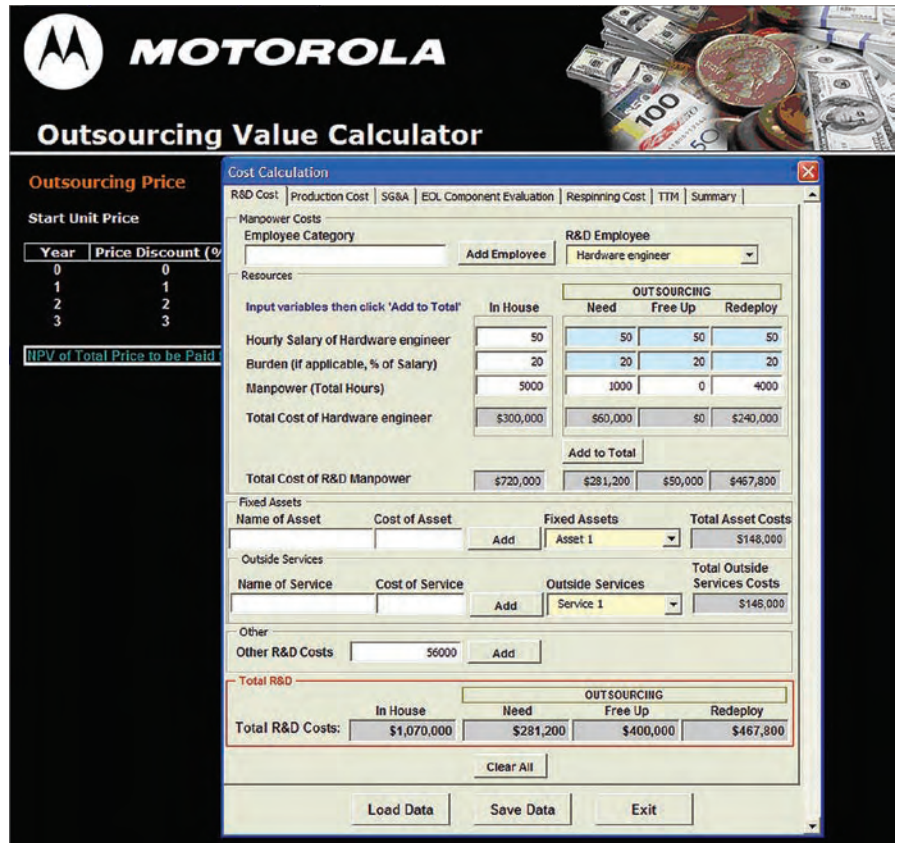 MOTOROLA
Outsourcing Value Calculator
Outsourcing Price
Start Unit Price
Year Price Discount (%
0 0
1 1
2 2
3 3
NPV of Total Price to be Paid
Cost Calculation
R&D Cost Production Cost SG&A EOL Component Evaluation Respinning Cost TTM Summary
Manpower Costs
Employee Category R&D Employee
Add Employee Hardware engineer
Resources
OUTSOURCING
Input variables then click 'Add to Total' In House Need Free Up Redeploy
Hourly Salary of Hardware engineer 50 50 50 50
Burden (if applicable, % of Salary) 20 20 20 20
Manpower (Total Hours) 5000 1000 0 4000
Total Cost of Hardware engineer $300,000 $60,000 $0 $240,000
Add to Total
Total Cost of R&D Manpower $720,000 $281,200 $50,000 $467,800
Fixed Assets
Name of Asset Cost of Asset Fixed Assets Total Asset Costs
Add Asset 1 $148,000
Outside Services
Name of Service Cost of Service Outside Services Total Outside Services Costs
Add Service 1 $146,000
Other
Other R&D Costs 56000 Add
Total R&D
OUTSOURCING
In House Need Free Up Redeploy
Total R&D Costs: $1,070,000 $281,200 $400,000 $467,800
Clear All
Load Data Save Data Exit